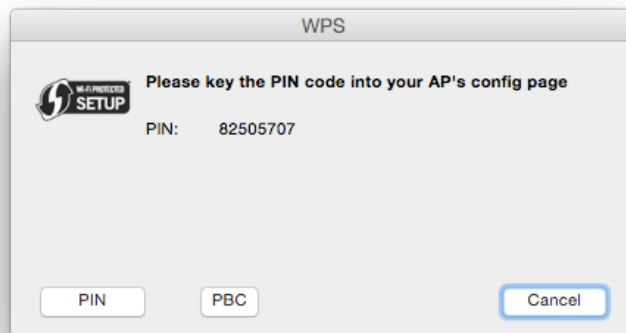 WPS
Wi-Fi PROTECTED
SETUP
Please key the PIN code into your AP's config page
PIN: 82505707
PIN PBC Cancel